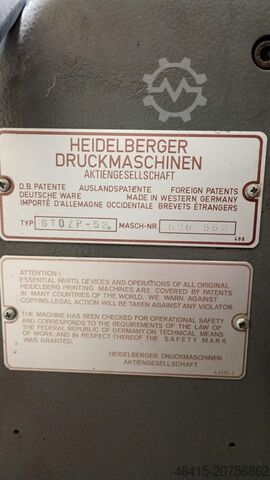 HEIDELBERGER
DRUCKMASCHINEN
AKTIENGESELLSCHAFT
D.B. PATENTE AUSLANDSPATENTE FOREIGN PATENTS
DEUTSCHE WARE MADE IN WESTERN GERMANY
IMPORTÉ D'ALLEMAGNE OCCIDENTALE BREVETS ÉTRANGERS
TYP GTOZP-52 MASCH-NR. 696 562
488
ATTENTION!
ESSENTIAL PARTS, DEVICES AND OPERATIONS OF ALL ORIGINAL
HEIDELBERG PRINTING MACHINES ARE COVERED BY PATENTS
IN MANY COUNTRIES OF THE WORLD. WE WARN AGAINST
COPYING. LEGAL ACTION WILL BE TAKEN AGAINST ANY VIOLATOR.
THE MACHINE HAS BEEN CHECKED FOR OPERATIONAL SAFETY
AND CORRESPONDS TO THE REQUIREMENTS OF THE LAW OF
THE FEDERAL REPUBLIC OF GERMANY ON TECHNICAL MEANS
OF WORK, AND IN RESPECT THEREOF THE SAFETY MARK
WAS GRANTED.
HEIDELBERGER DRUCKMASCHINEN
AKTIENGESELLSCHAFT
46415-20756862